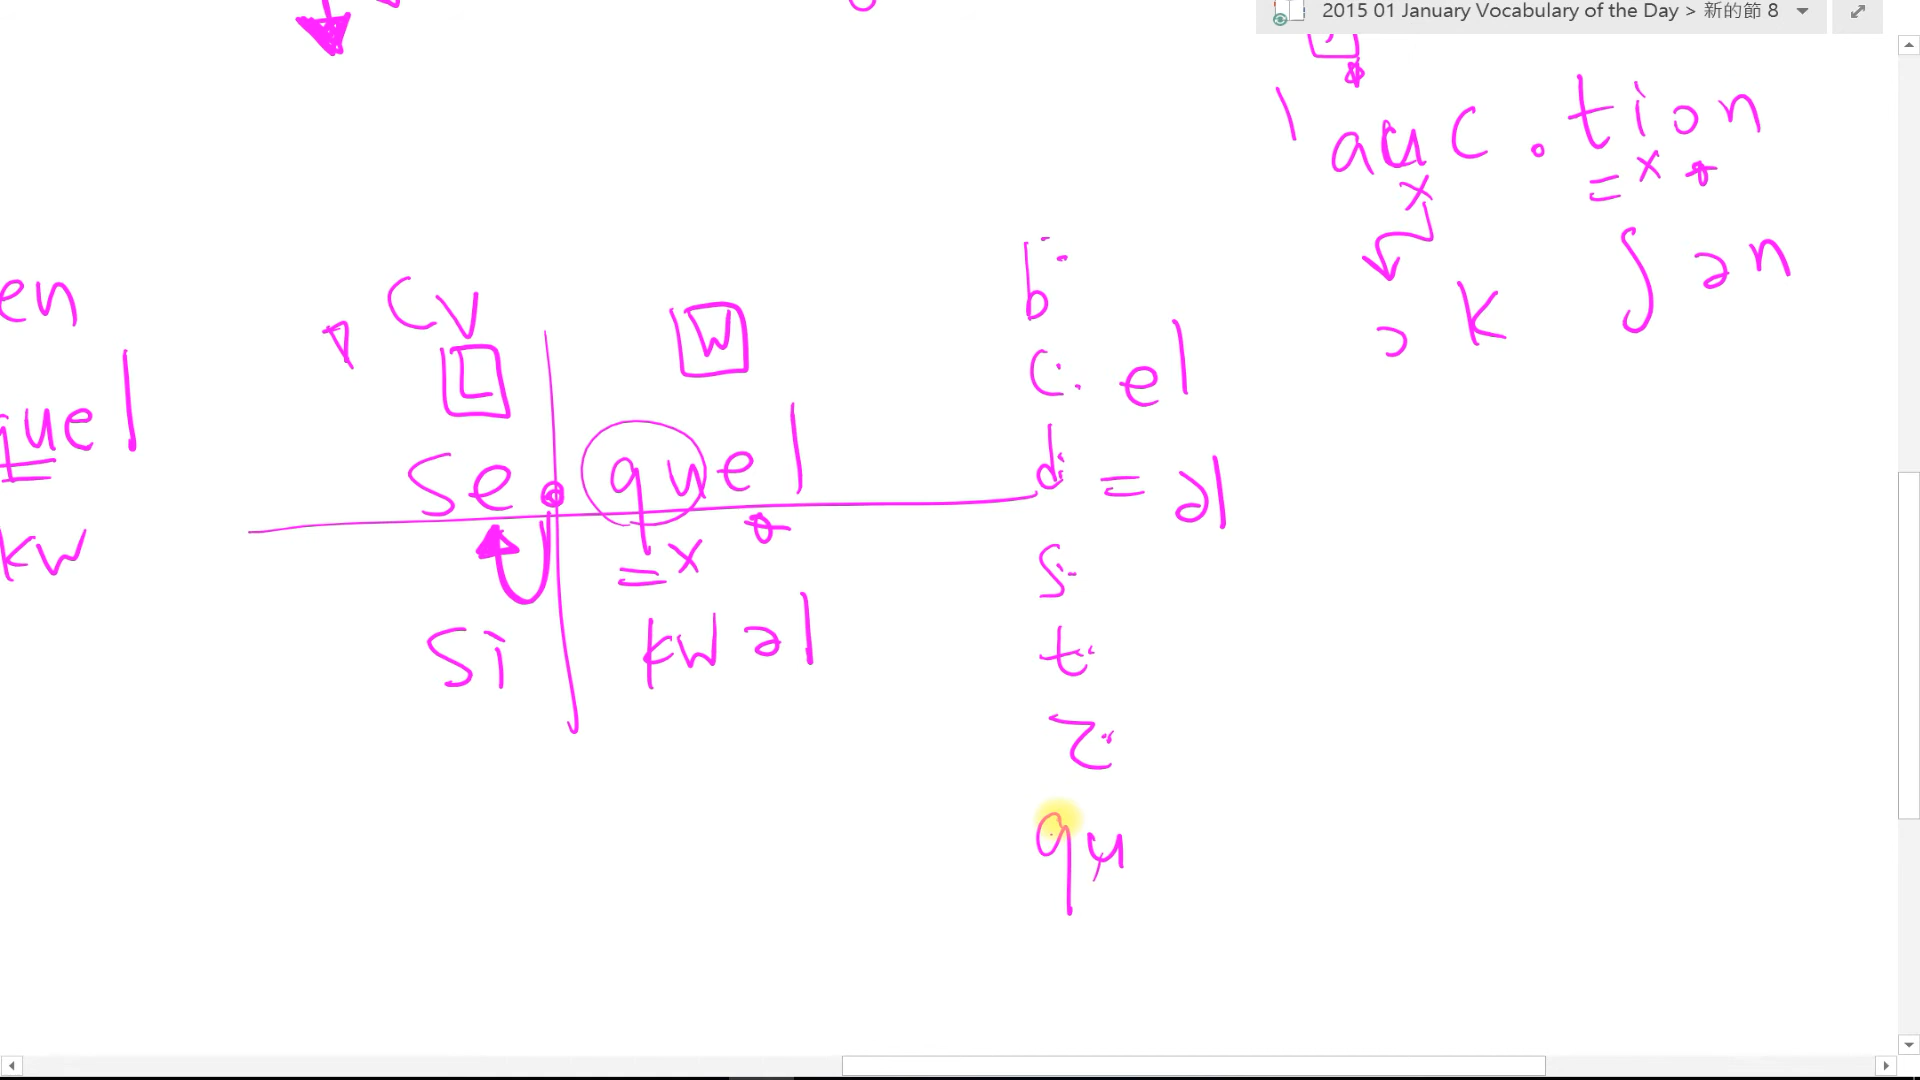 2015 01 January Vocabulary of the Day > 新的節 8
auc.tion
ʃən
ɔ k
en
quel
kw
CV
L
W
se.quel
si kwəl
b
c
d
s
t
z
qu
el
= əl